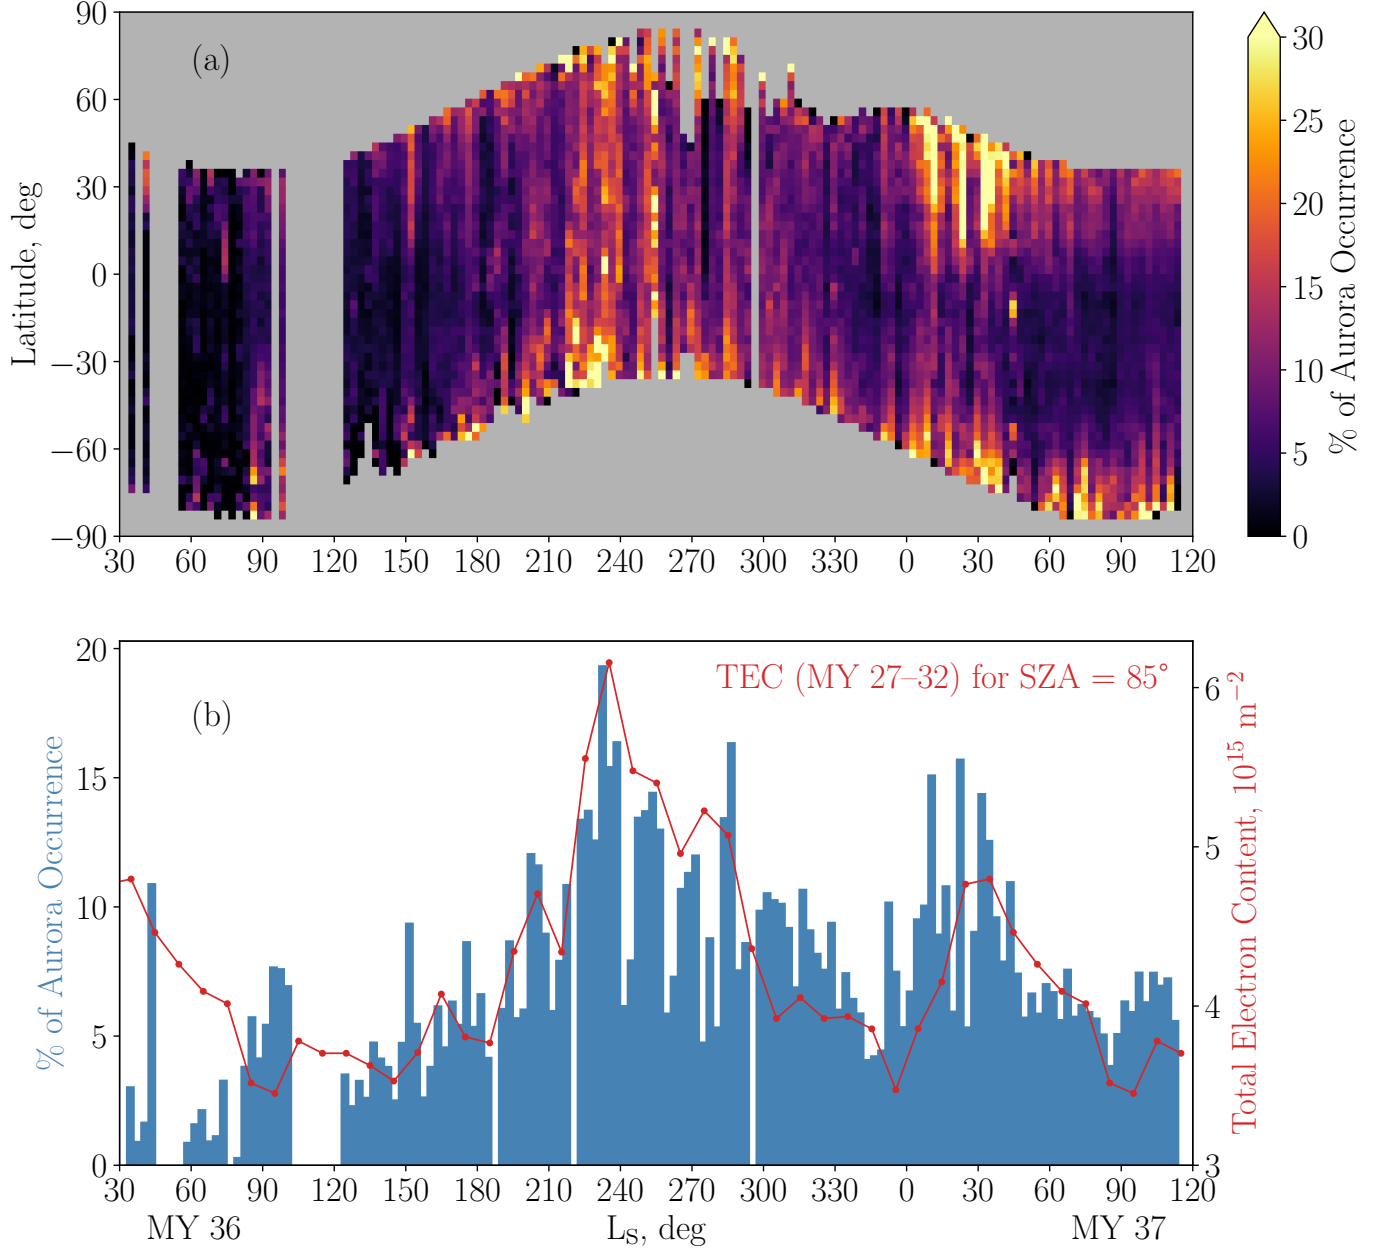 (a)
90
60
30
0
−30
−60
−90
Latitude, deg
30 60 90 120 150 180 210 240 270 300 330 0 30 60 90 120
30
25
20
15
10
5
0
% of Aurora Occurrence
(b)
TEC (MY 27–32) for SZA = 85°
20
15
10
5
0
% of Aurora Occurrence
6
5
4
3
Total Electron Content, 10¹⁵ m⁻²
30 60 90 120 150 180 210 240 270 300 330 0 30 60 90 120
MY 36 Ls, deg MY 37